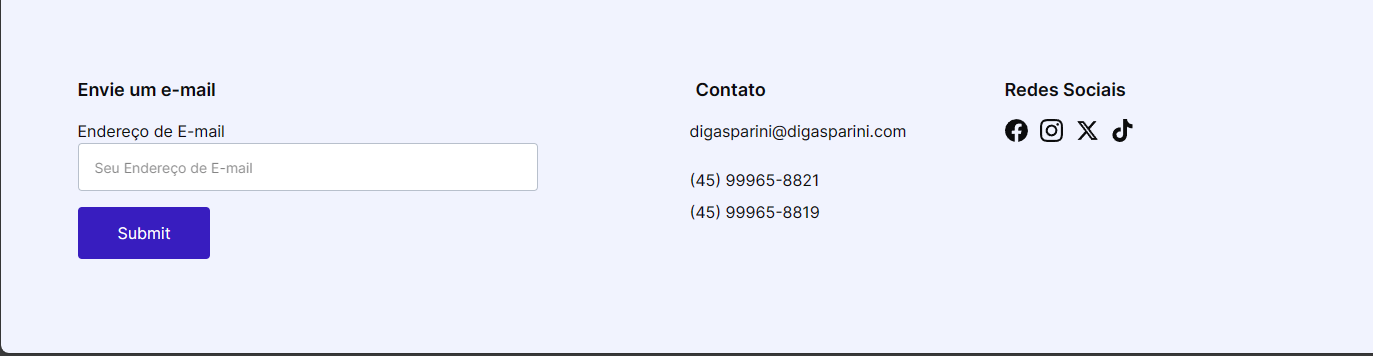 Envie um e-mail
Endereço de E-mail
Seu Endereço de E-mail
Submit
Contato
digasparini@digasparini.com
(45) 99965-8821
(45) 99965-8819
Redes Sociais